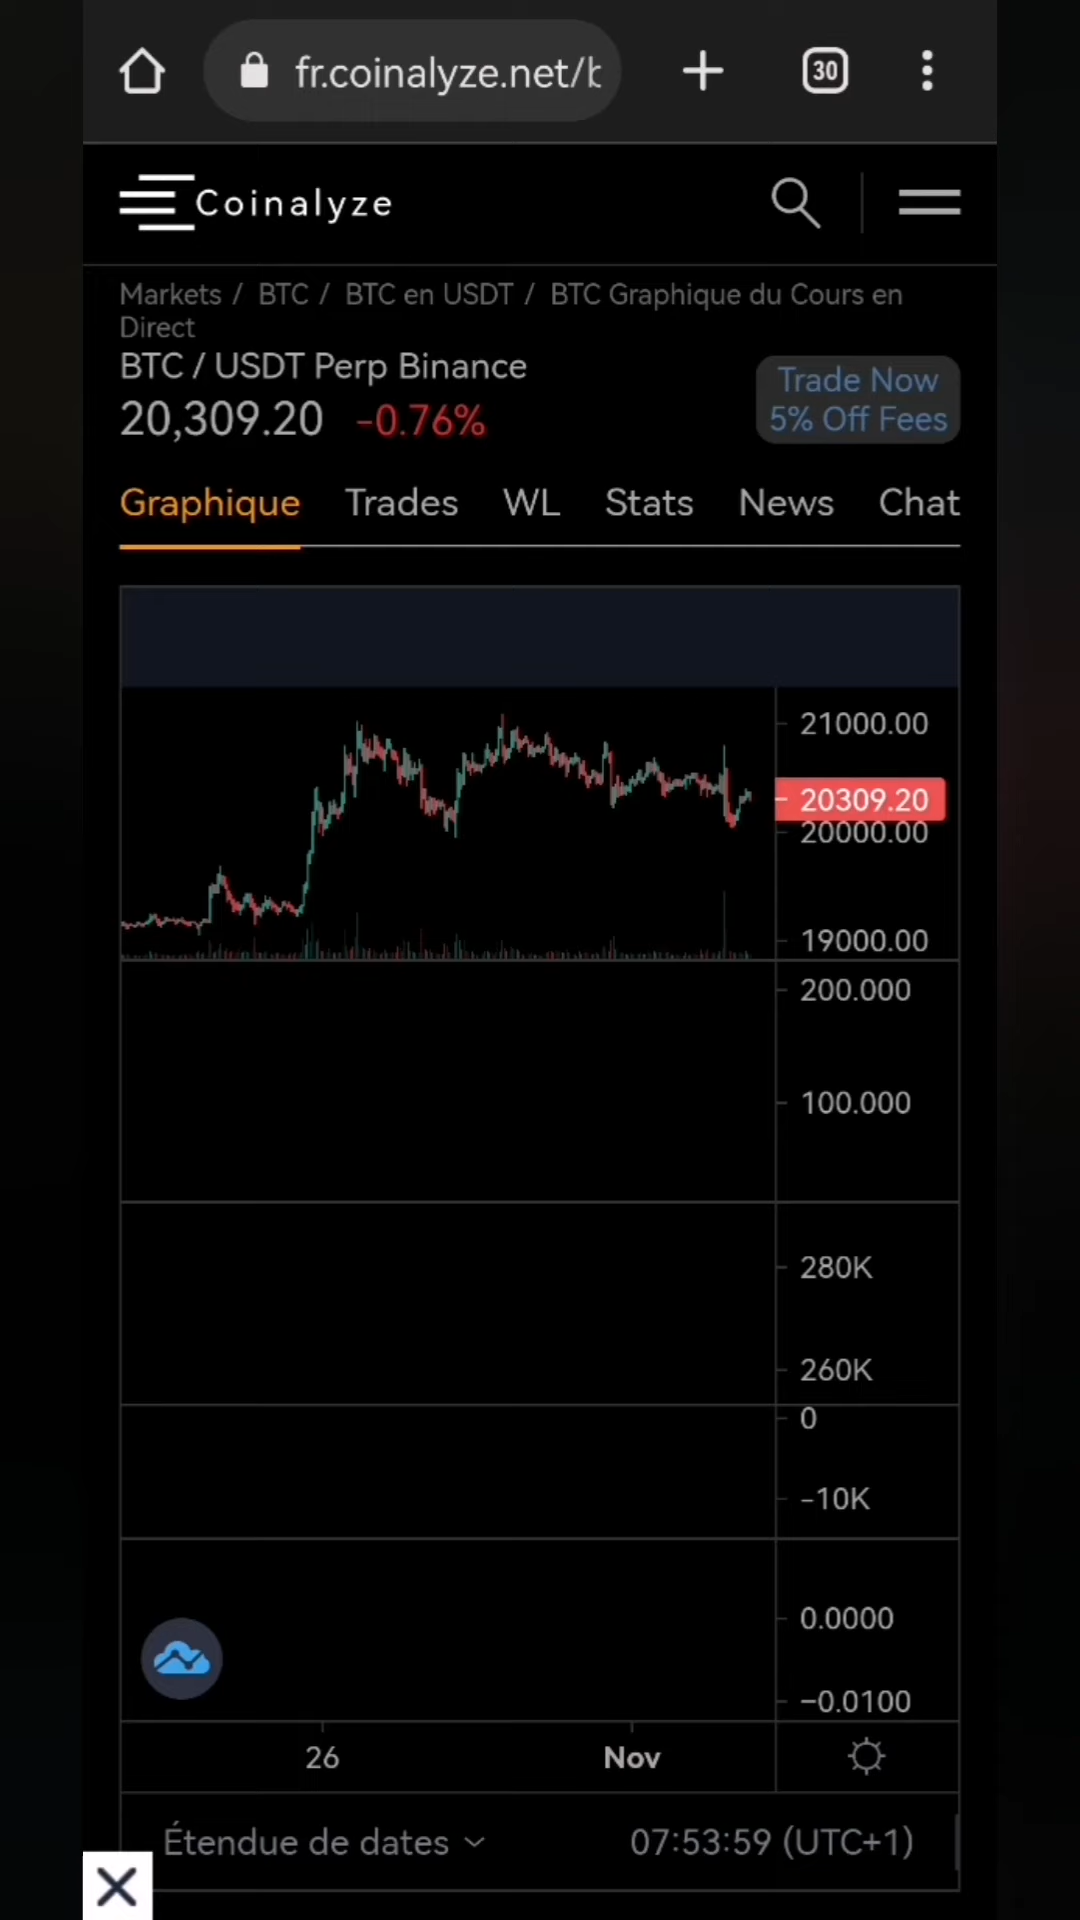 fr.coinalyze.net/b
30
Coinalyze
Markets / BTC / BTC en USDT / BTC Graphique du Cours en
Direct
BTC / USDT Perp Binance
20,309.20 -0.76%
Trade Now
5% Off Fees
Graphique Trades WL Stats News Chat
21000.00
20309.20
20000.00
19000.00
200.000
100.000
280K
260K
0
-10K
0.0000
-0.0100
26 Nov
Étendue de dates 07:53:59 (UTC+1)